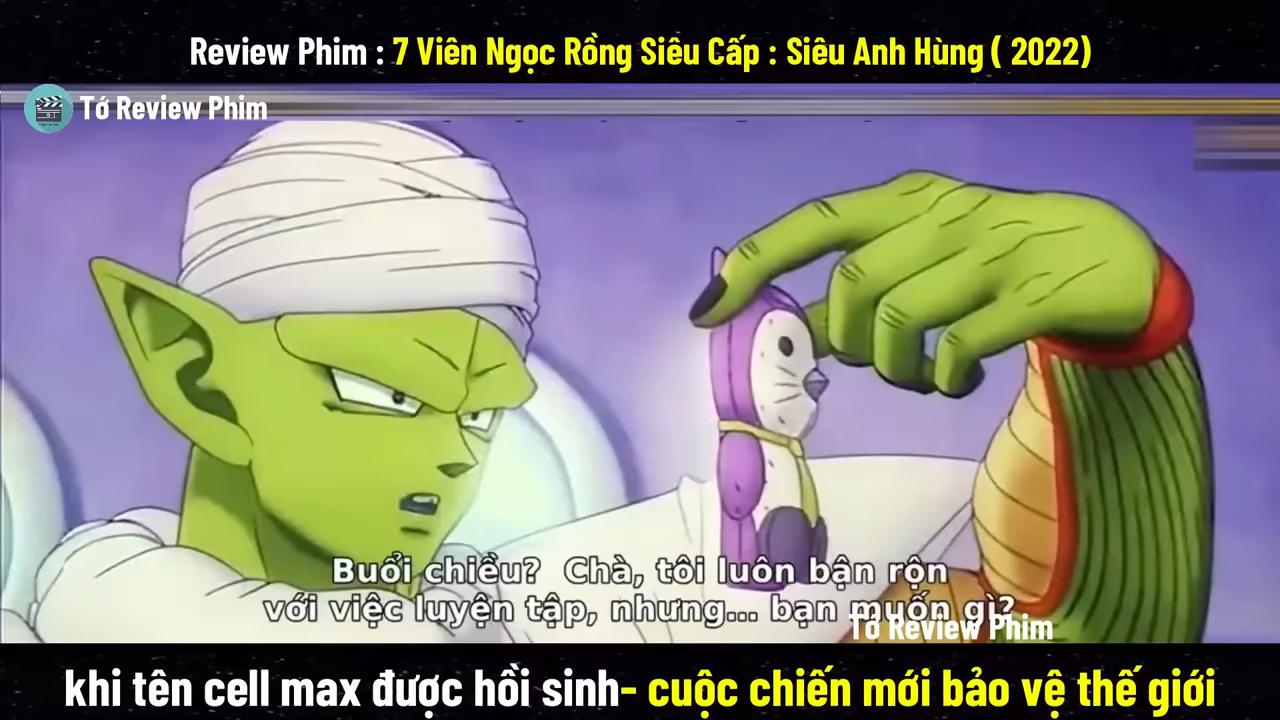 Review Phim : 7 Viên Ngọc Rồng Siêu Cấp : Siêu Anh Hùng ( 2022)
Tớ Review Phim
Buổi chiều? Chà, tôi luôn bận rộn
với việc luyện tập, nhưng... bạn muốn gì?
Tớ Review Phim
khi tên cell max được hồi sinh- cuộc chiến mới bảo vệ thế giới